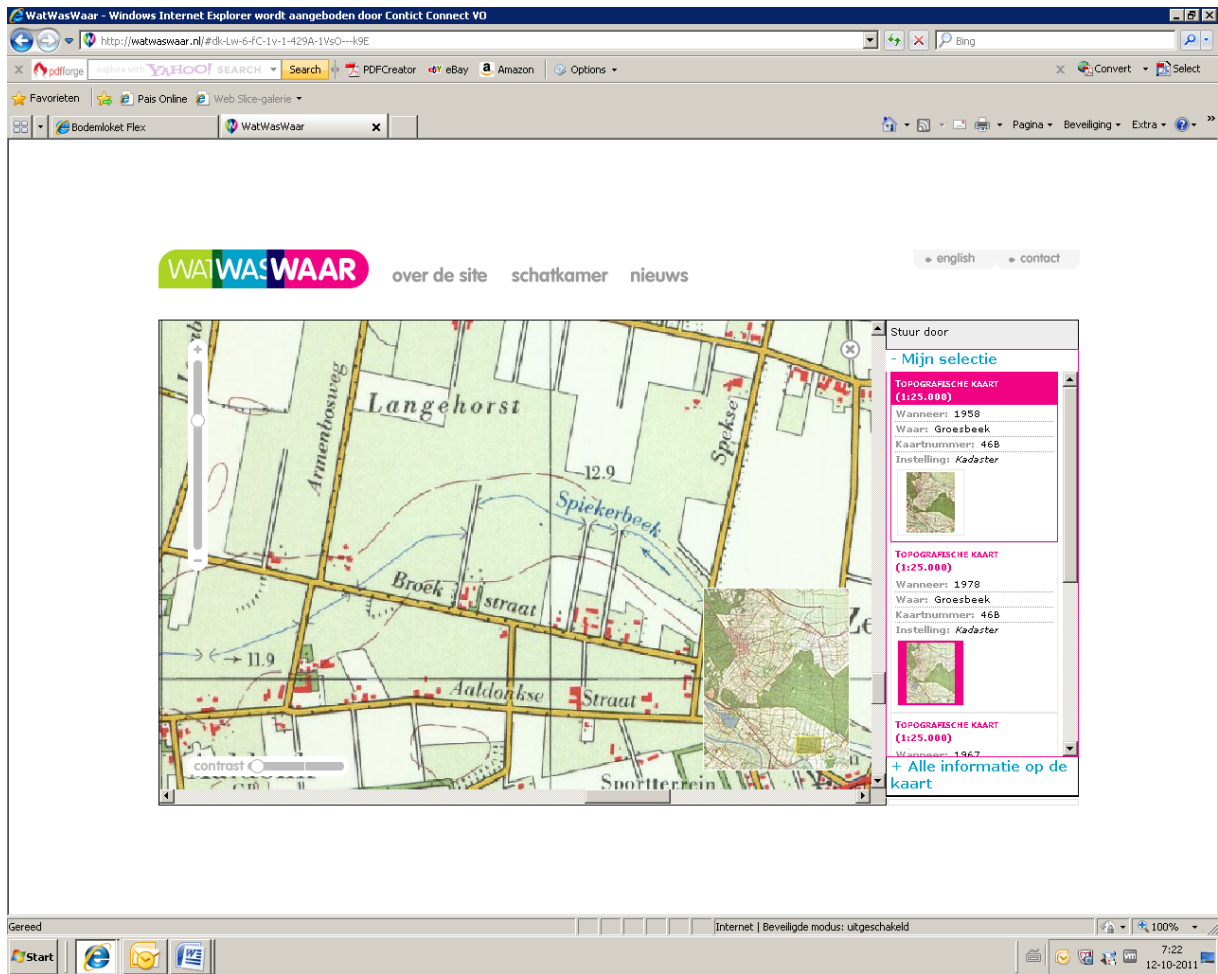 WatWasWaar - Windows Internet Explorer wordt aangeboden door Contict Connect VO
http://watwaswaar.nl/#dk-Lw-6-fC-1v-1-429A-1VsO---k9E
Bing
pdfforge explore with YAHOO! SEARCH Search PDFCreator eBay Amazon Options Convert Select
Favorieten Pais Online Web Slice-galerie
Bodemloket Flex WatWasWaar Pagina Beveiliging Extra
WATWASWAAR over de site schatkamer nieuws english contact
Stuur door
- Mijn selectie
TOPOGRAFISCHE KAART
(1:25.000)
Wanneer: 1958
Waar: Groesbeek
Kaartnummer: 46B
Instelling: Kadaster
TOPOGRAFISCHE KAART
(1:25.000)
Wanneer: 1978
Waar: Groesbeek
Kaartnummer: 46B
Instelling: Kadaster
TOPOGRAFISCHE KAART
(1:25.000)
Wanneer: 1967
+ Alle informatie op de
kaart
Armenbosweg
Langehorst
Spekse
12.9
Spiekerbeek
Broek straat
Ze
11.9
Aaldonkse Straat
contrast
Sportterrein
Gereed Internet | Beveiligde modus: uitgeschakeld 100%
Start 7:22
12-10-2011